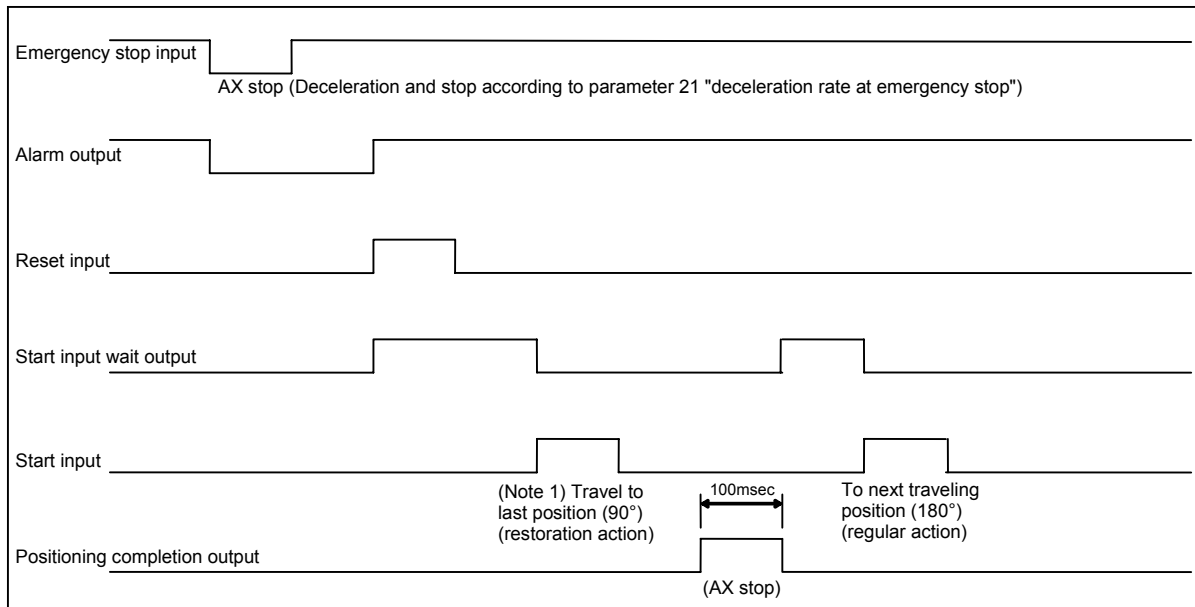 Emergency stop input
AX stop (Deceleration and stop according to parameter 21 "deceleration rate at emergency stop")
Alarm output
Reset input
Start input wait output
Start input
(Note 1) Travel to
last position (90°)
(restoration action)
100msec
To next traveling
position (180°)
(regular action)
Positioning completion output
(AX stop)